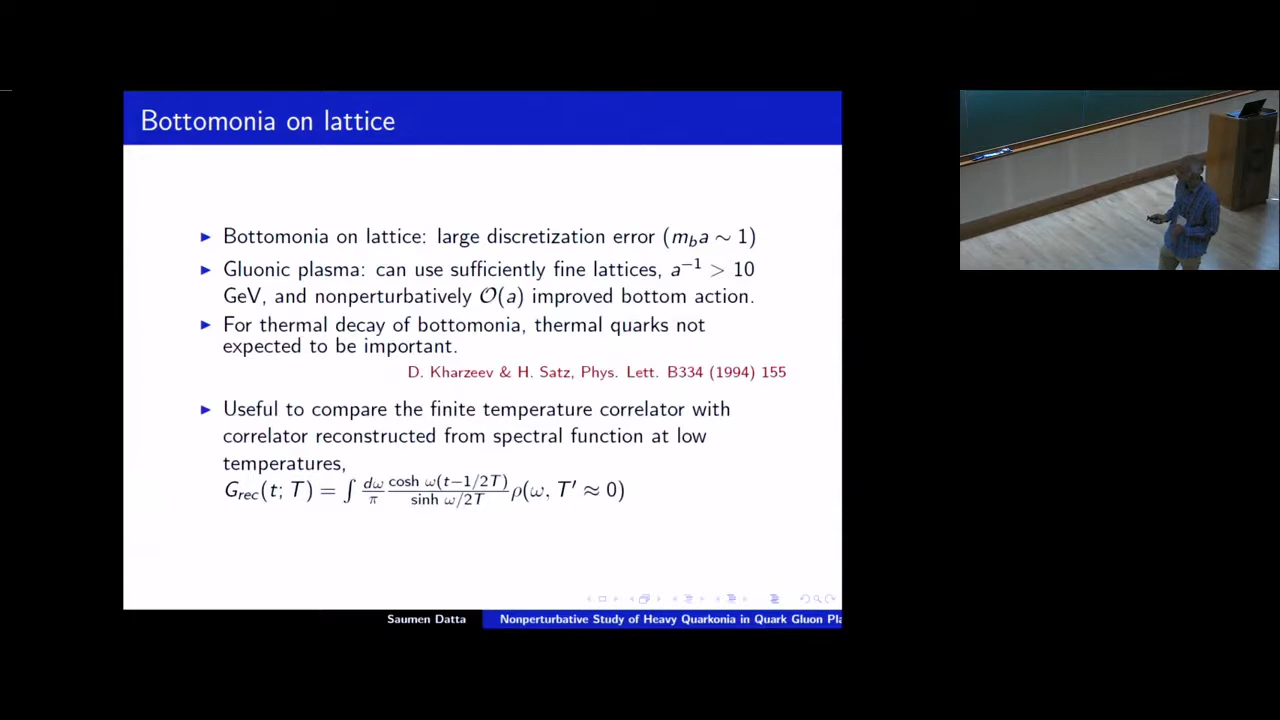 Bottomonia on lattice
▶ Bottomonia on lattice: large discretization error (m_b a ∼ 1)
▶ Gluonic plasma: can use sufficiently fine lattices, a⁻¹ > 10
GeV, and nonperturbatively 𝒪(a) improved bottom action.
▶ For thermal decay of bottomonia, thermal quarks not
expected to be important.
D. Kharzeev & H. Satz, Phys. Lett. B334 (1994) 155
▶ Useful to compare the finite temperature correlator with
correlator reconstructed from spectral function at low
temperatures,
G_rec(t; T) = ∫ dω/π cosh ω(t−1/2T)/sinh ω/2T ρ(ω, T′ ≈ 0)
Saumen Datta Nonperturbative Study of Heavy Quarkonia in Quark Gluon Pla